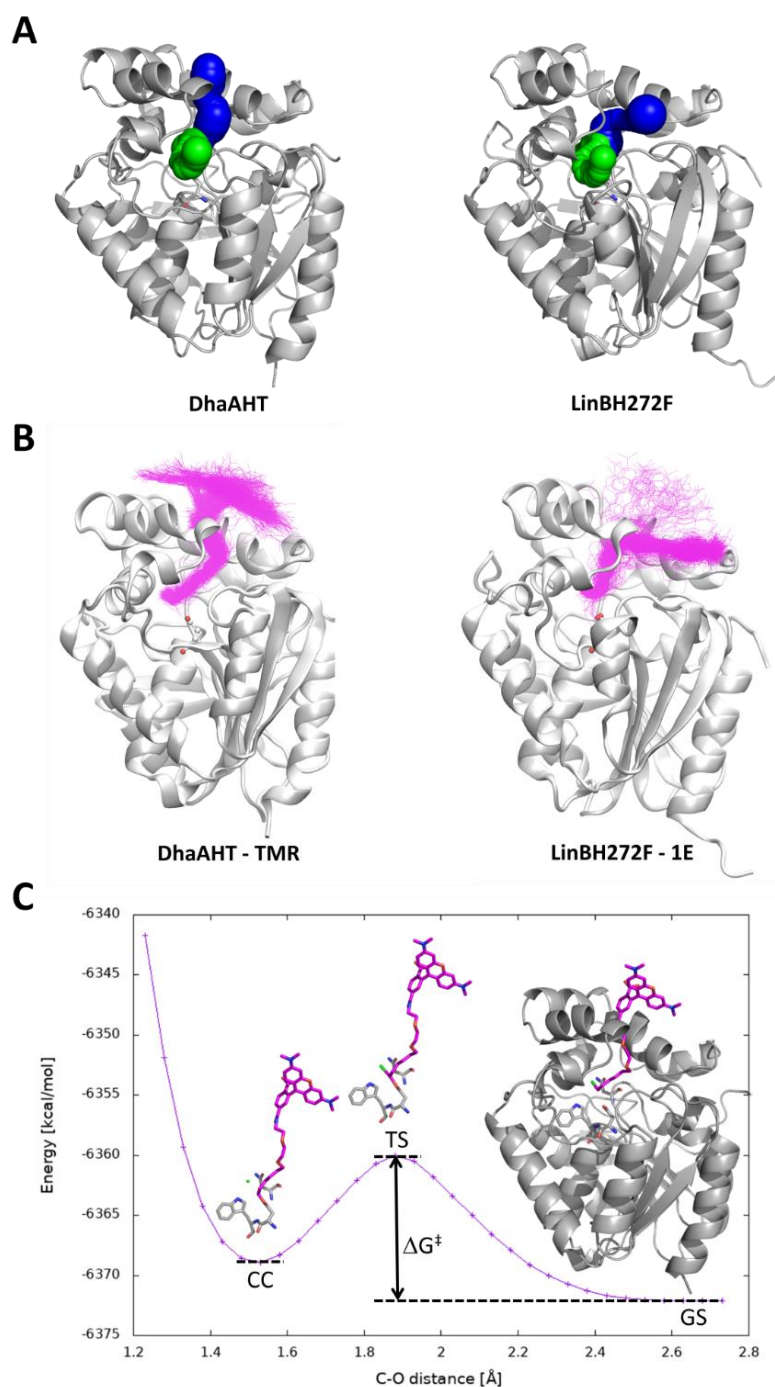 A
DhaAHT LinBH272F
B
DhaAHT - TMR LinBH272F - 1E
C
-6340
-6345
-6350
-6355
-6360
-6365
-6370
-6375
Energy [kcal/mol]
TS
ΔG‡
CC
GS
1.2 1.4 1.6 1.8 2 2.2 2.4 2.6 2.8
C-O distance [Å]